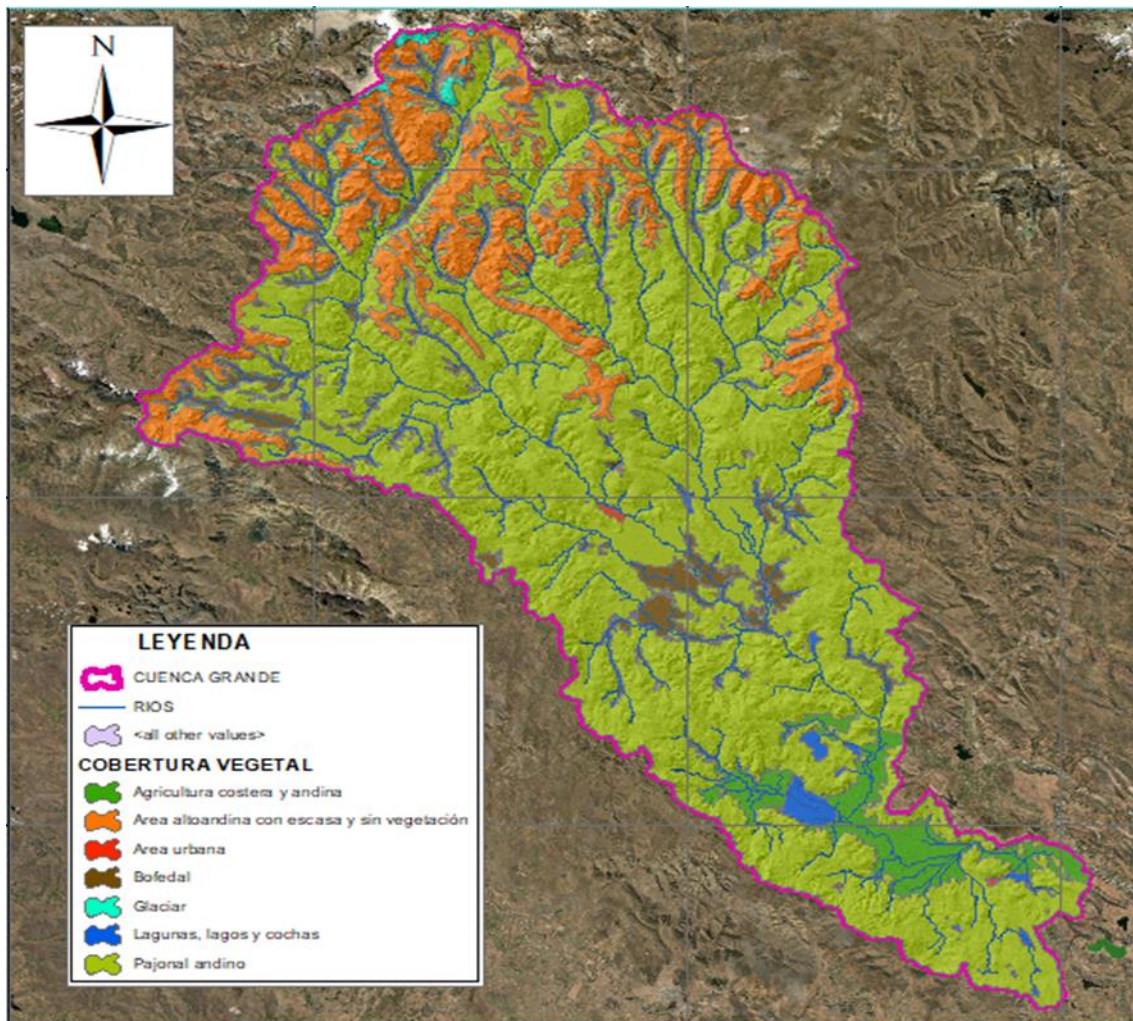 N
LEYENDA
CUENCA GRANDE
RIOS
<all other values>
COBERTURA VEGETAL
Agricultura costera y andina
Area altoandina con escasa y sin vegetación
Area urbana
Bofedal
Glaciar
Lagunas, lagos y cochas
Pajonal andino